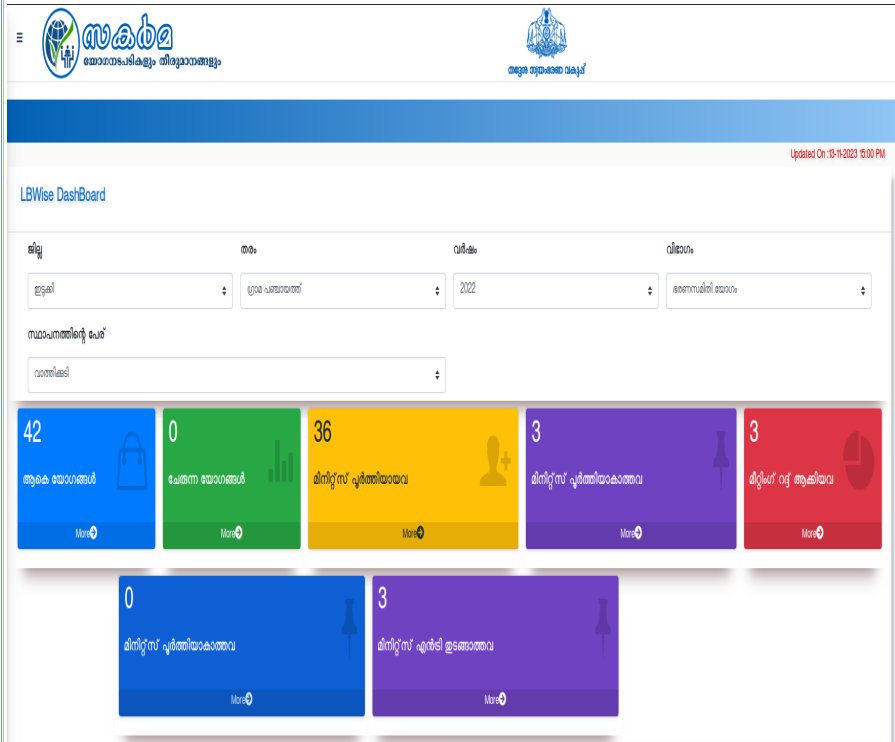 സകർമ
യോഗനടപടികളും തീരുമാനങ്ങളും
തദ്ദേശ സ്വയംഭരണ വകുപ്പ്
Updated On :13-11-2023 15:00 PM
LBWise DashBoard
ജില്ല തരം വർഷം വിഭാഗം
ഇടുക്കി ഗ്രാമ പഞ്ചായത്ത് 2022 ഭരണസമിതി യോഗം
സ്ഥാപനത്തിന്റെ പേര്
വാത്തിക്കുടി
42 0 36 3 3
ആകെ യോഗങ്ങൾ ചേരുന്ന യോഗങ്ങൾ മിനിറ്റ്സ് പൂർത്തിയായവ മിനിറ്റ്സ് പൂർത്തിയാകാത്തവ മീറ്റിംഗ് റദ്ദ് ആക്കിയവ
More More More More More
0 3
മിനിറ്റ്സ് പൂർത്തിയാകാത്തവ മിനിറ്റ്സ് എൻട്രി തുടങ്ങാത്തവ
More More